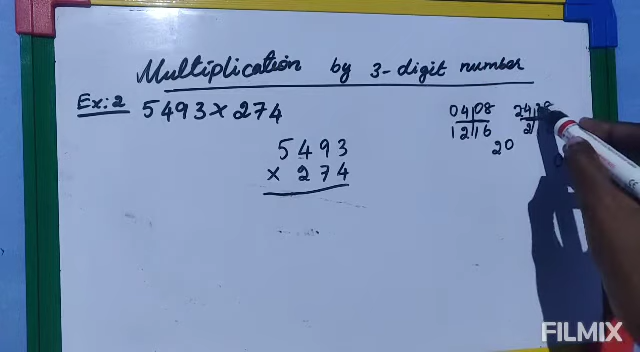 Multiplication by 3-digit number
Ex:2 5493 x 274
04 08
12 16
20
5493
x 274
FILMIX